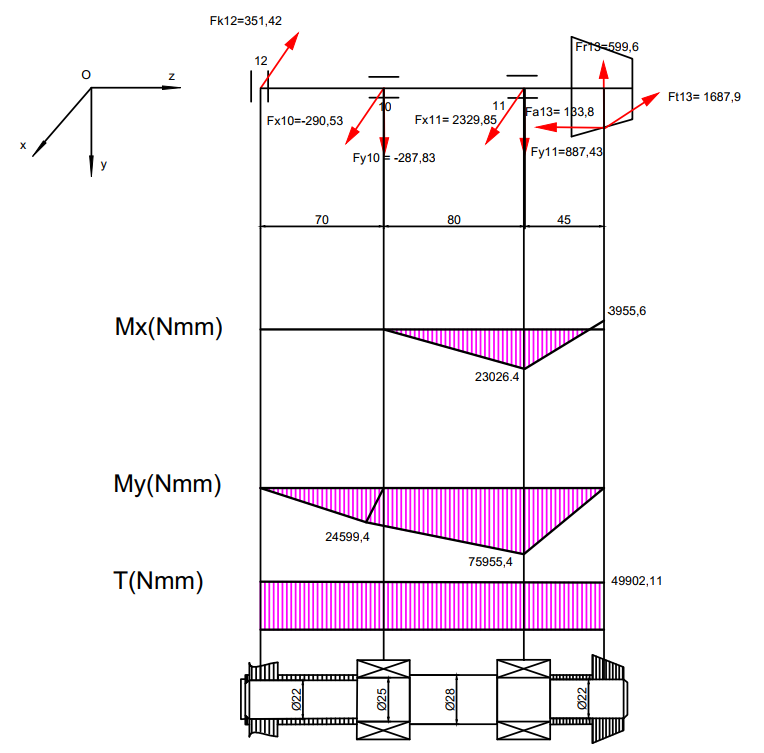 Fk12=351,42
12
O
z
x
y
Fr13=599,6
Ft13= 1687,9
Fa13= 133,8
10
11
Fx10=-290,53
Fx11= 2329,85
Fy10 = -287,83
Fy11=887,43
70
80
45
Mx(Nmm)
3955,6
23026.4
My(Nmm)
24599,4
75955,4
T(Nmm)
49902,11
Ø22
Ø25
Ø28
Ø22